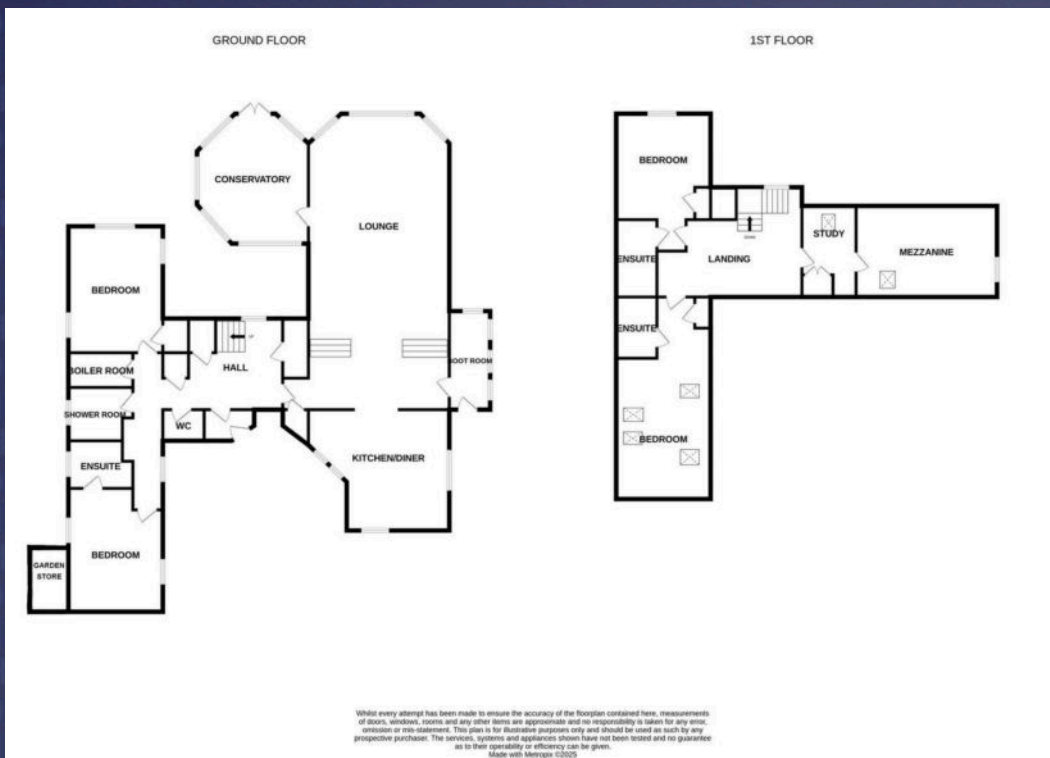 GROUND FLOOR
1ST FLOOR
CONSERVATORY
LOUNGE
BEDROOM
BOILER ROOM
HALL
UP
BOOT ROOM
SHOWER ROOM
WC
KITCHEN/DINER
ENSUITE
BEDROOM
GARDEN
STORE
BEDROOM
STUDY
DOWN
MEZZANINE
ENSUITE
LANDING
ENSUITE
BEDROOM
Whilst every attempt has been made to ensure the accuracy of the floorplan contained here, measurements
of doors, windows, rooms and any other items are approximate and no responsibility is taken for any error,
omission or mis-statement. This plan is for illustrative purposes only and should be used as such by any
prospective purchaser. The services, systems and appliances shown have not been tested and no guarantee
as to their operability or efficiency can be given.
Made with Metropix ©2025